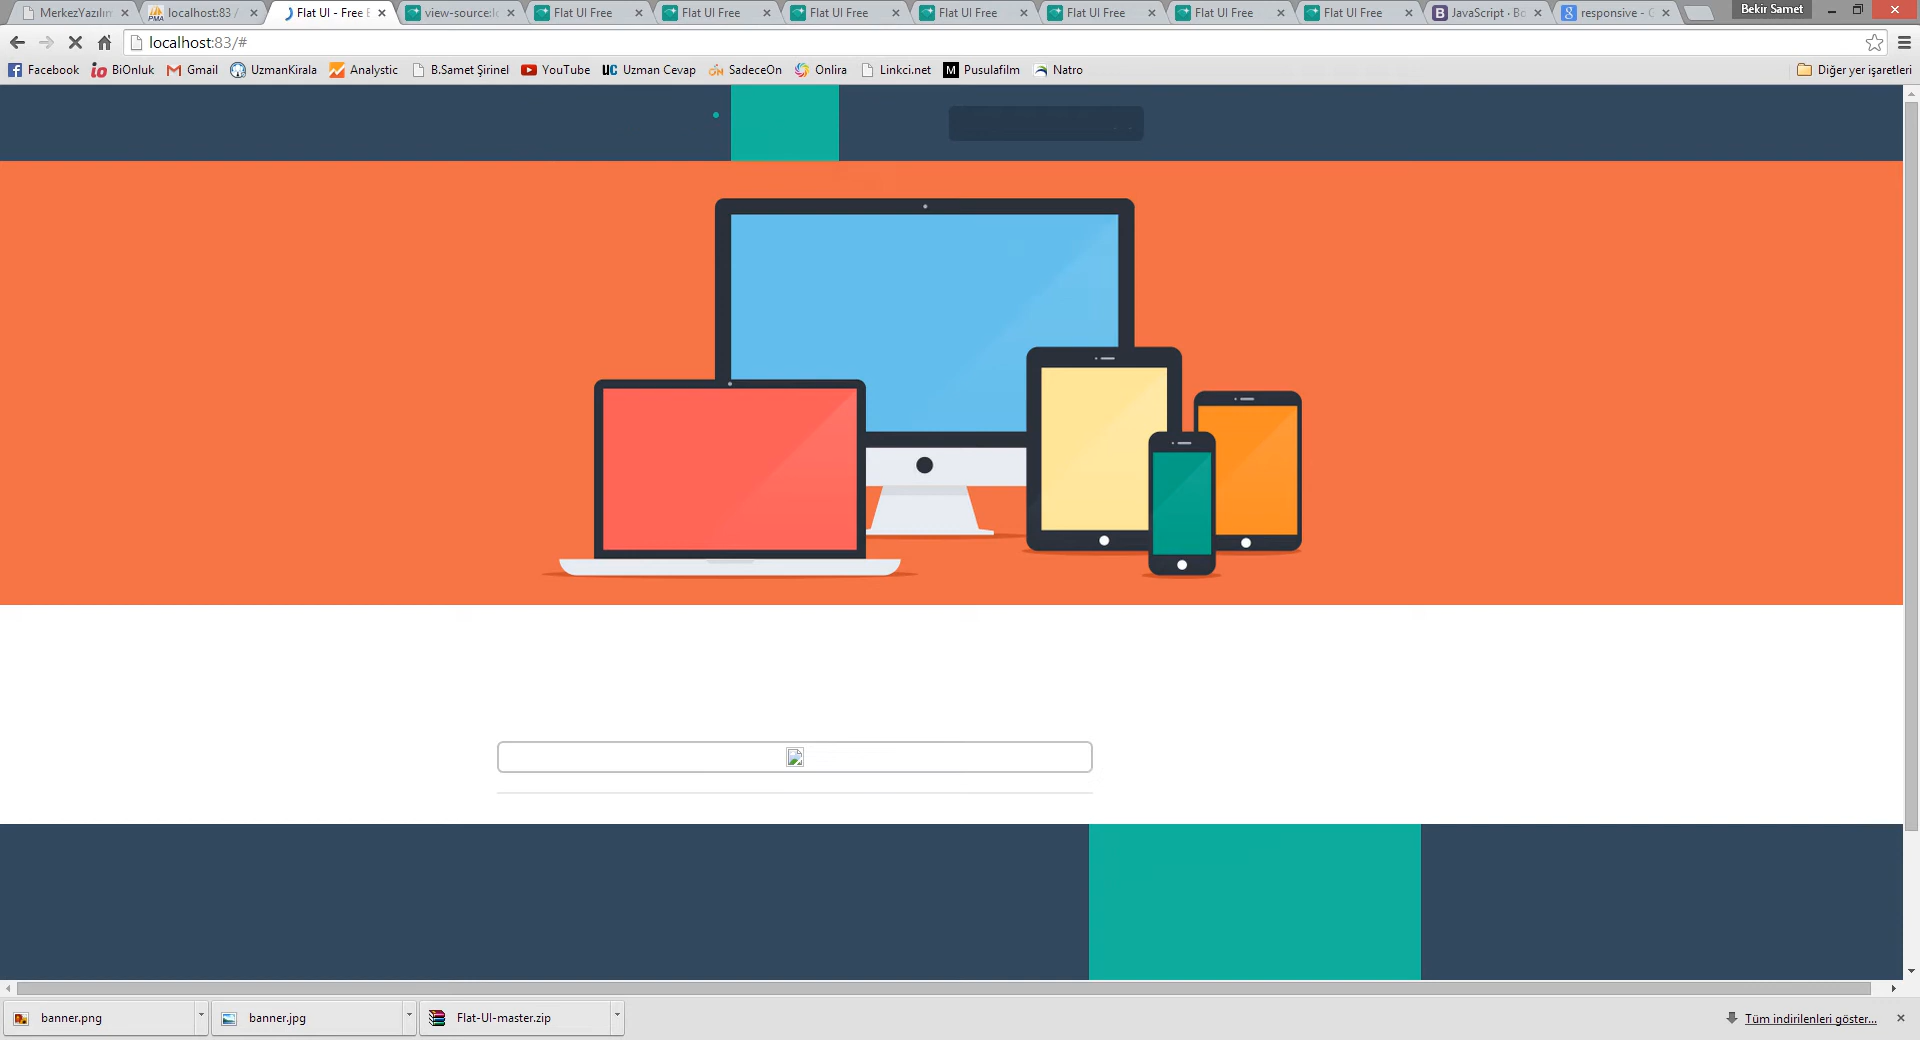 MerkezYazılım
localhost:83 /
Flat UI - Free B
view-source:lo
Flat UI Free
Flat UI Free
Flat UI Free
Flat UI Free
Flat UI Free
Flat UI Free
Flat UI Free
JavaScript · Bo
responsive - G
Bekir Samet
localhost:83/#
Facebook
BiOnluk
Gmail
UzmanKirala
Analystic
B.Samet Şirinel
YouTube
Uzman Cevap
SadeceOn
Onlira
Linkci.net
Pusulafilm
Natro
Diğer yer işaretleri
banner.png
banner.jpg
Flat-UI-master.zip
Tüm indirilenleri göster...